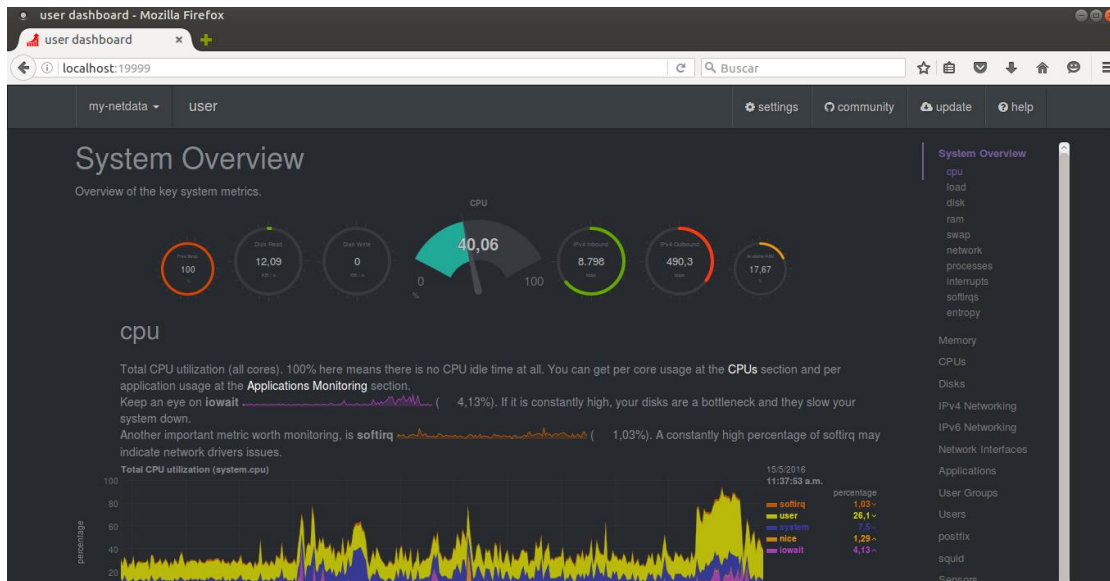 user dashboard - Mozilla Firefox
user dashboard
localhost:19999
Buscar
my-netdata
user
settings
community
update
help
System Overview
Overview of the key system metrics.
CPU
100
%
Disk Read
12,09
Disk Write
0
40,06
0
100
%
IPv4 Inbound
8.798
IPv4 Outbound
490,3
17,67
%
cpu
Total CPU utilization (all cores). 100% here means there is no CPU idle time at all. You can get per core usage at the CPUs section and per
application usage at the Applications Monitoring section.
Keep an eye on iowait ( 4,13%). If it is constantly high, your disks are a bottleneck and they slow your
system down.
Another important metric worth monitoring, is softirq ( 1,03%). A constantly high percentage of softirq may
indicate network drivers issues.
Total CPU utilization (system.cpu)
15/5/2016
11:37:53 a.m.
percentage
softirq 1,03
user 26,1
system 7,5
nice 1,29
iowait 4,13
percentage
100
80
60
40
20
System Overview
cpu
load
disk
ram
swap
network
processes
interrupts
softirqs
entropy
Memory
CPUs
Disks
IPv4 Networking
IPv6 Networking
Network Interfaces
Applications
User Groups
Users
postfix
squid
Sensors